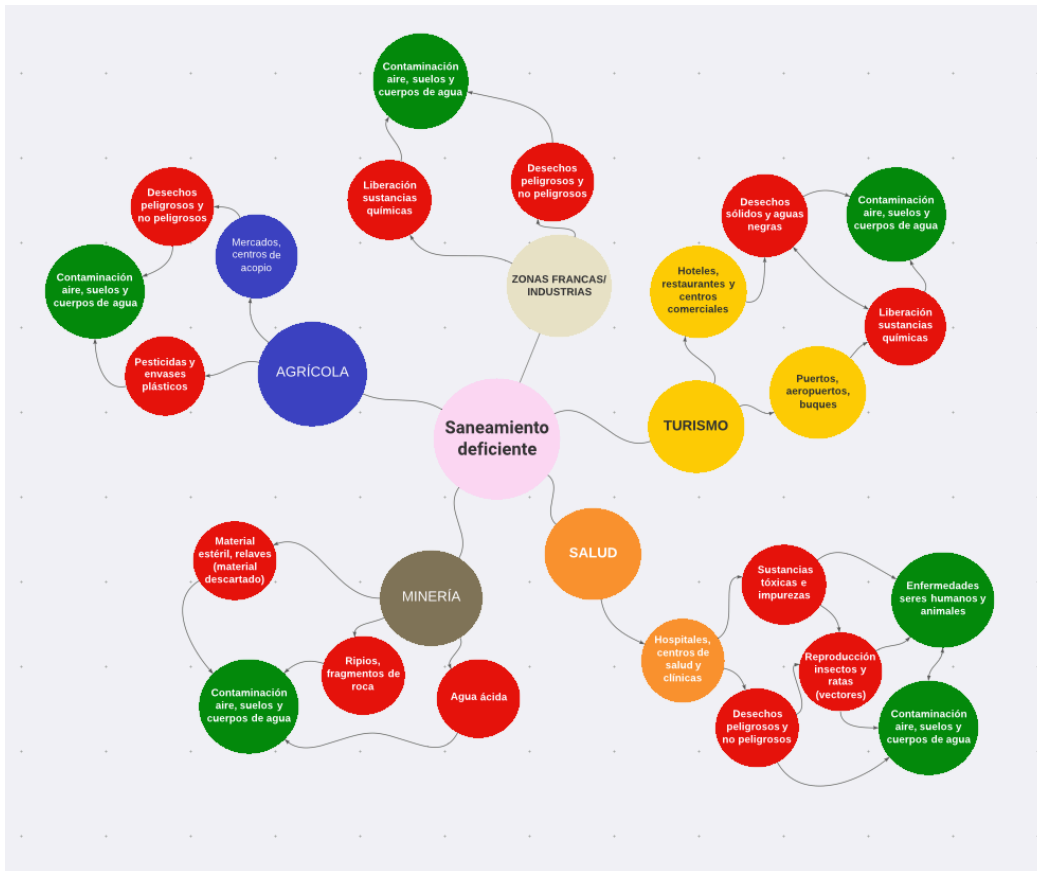 Contaminación
aire, suelos y
cuerpos de agua
Liberación
sustancias
químicas
Desechos
peligrosos y
no peligrosos
ZONAS FRANCAS/
INDUSTRIAS
Desechos
peligrosos y
no peligrosos
Mercados,
centros de
acopio
Contaminación
aire, suelos y
cuerpos de agua
Pesticidas y
envases
plásticos
AGRÍCOLA
Desechos
sólidos y aguas
negras
Contaminación
aire, suelos y
cuerpos de agua
Hoteles,
restaurantes y
centros
comerciales
Liberación
sustancias
químicas
Puertos,
aeropuertos,
buques
TURISMO
Saneamiento
deficiente
Material
estéril, relaves
(material
descartado)
MINERÍA
Ripios,
fragmentos de
roca
Agua ácida
Contaminación
aire, suelos y
cuerpos de agua
SALUD
Hospitales,
centros de
salud y
clínicas
Sustancias
tóxicas e
impurezas
Enfermedades
seres humanos y
animales
Reproducción
insectos y
ratas
(vectores)
Desechos
peligrosos y
no peligrosos
Contaminación
aire, suelos y
cuerpos de agua